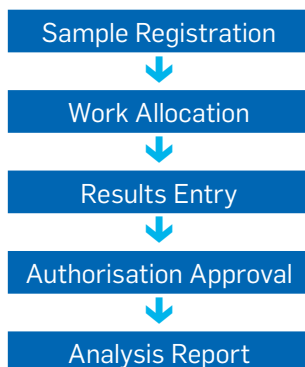 Sample Registration
Work Allocation
Results Entry
Authorisation Approval
Analysis Report